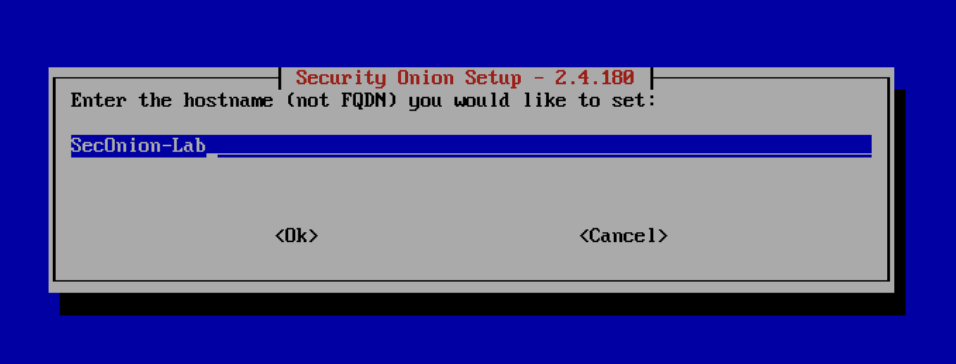 Security Onion Setup - 2.4.180
Enter the hostname (not FQDN) you would like to set:
SecOnion-Lab
<Ok> <Cancel>